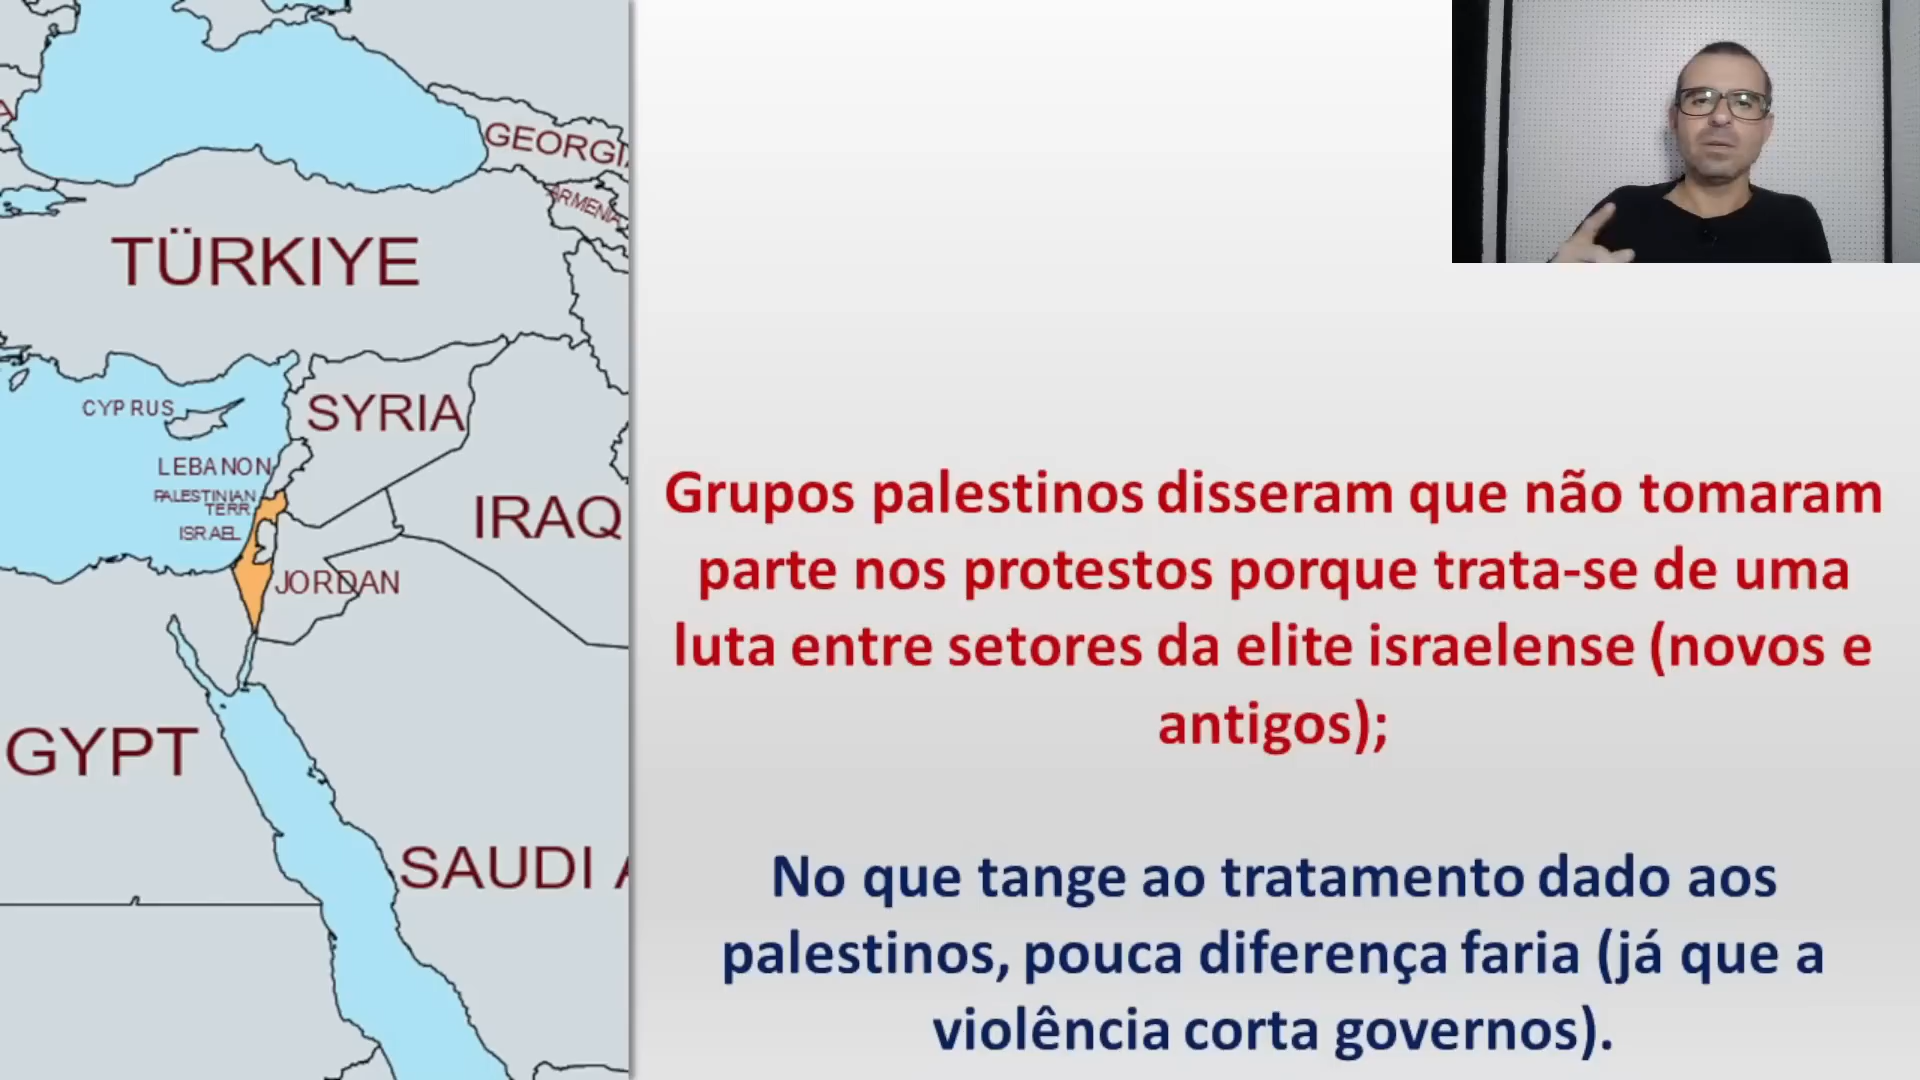 GEORGI
ARMENIA
TÜRKIYE
CYPRUS
SYRIA
LEBANON
PALESTINIAN
TERR
ISRAEL
IRAQ
JORDAN
GYPT
SAUDI A
Grupos palestinos disseram que não tomaram
parte nos protestos porque trata-se de uma
luta entre setores da elite israelense (novos e
antigos);
No que tange ao tratamento dado aos
palestinos, pouca diferença faria (já que a
violência corta governos).